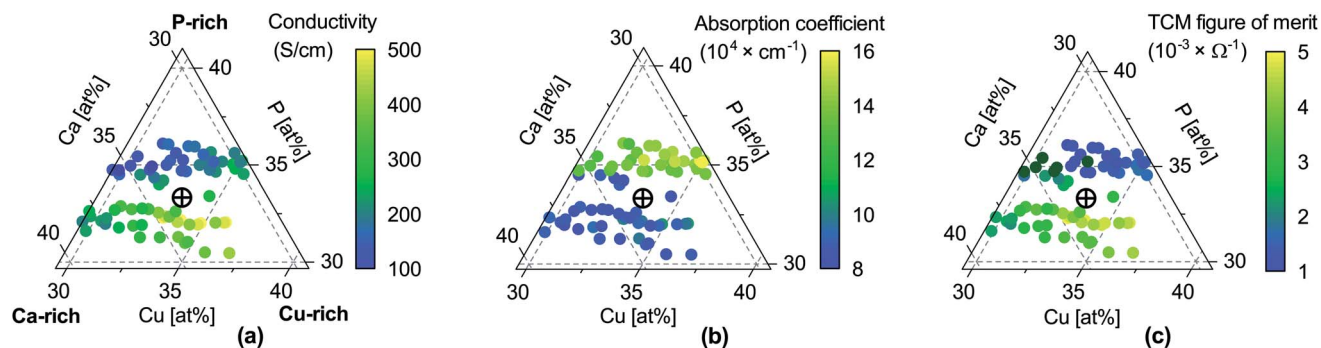 P-rich
Conductivity
(S/cm)
30
40
500
400
300
200
100
Ca [at%]
P [at%]
35
35
40
30
30
35
40
Ca-rich
Cu [at%]
Cu-rich
(a)
Absorption coefficient
(10⁴ × cm⁻¹)
30
40
16
14
12
10
8
Ca [at%]
P [at%]
35
35
40
30
30
35
40
Cu [at%]
(b)
TCM figure of merit
(10⁻³ × Ω⁻¹)
30
40
5
4
3
2
1
Ca [at%]
P [at%]
35
35
40
30
30
35
40
Cu [at%]
(c)